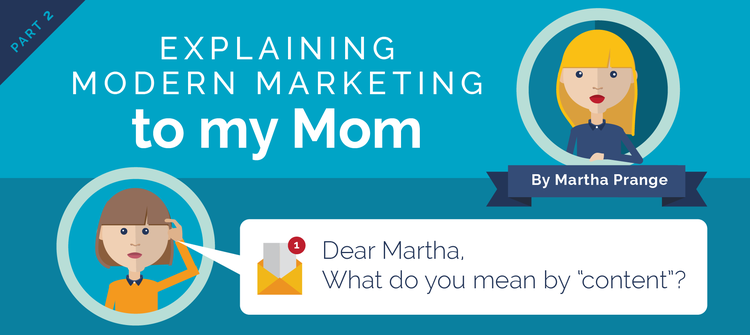 PART 2
EXPLAINING
MODERN MARKETING
to my Mom
By Martha Prange
1
Dear Martha,
What do you mean by “content”?